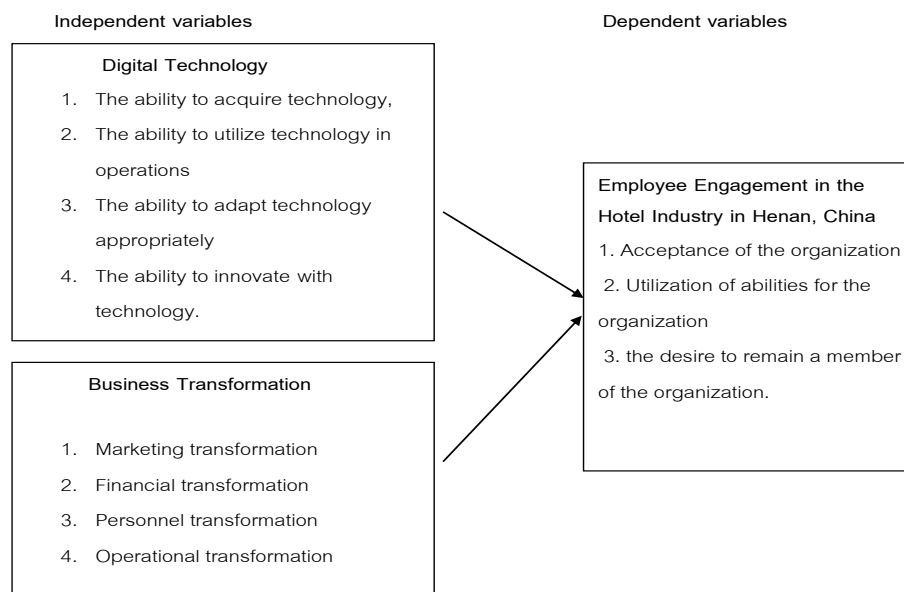 Independent variables
Dependent variables
Digital Technology
1. The ability to acquire technology,
2. The ability to utilize technology in
operations
3. The ability to adapt technology
appropriately
4. The ability to innovate with
technology.
Business Transformation
1. Marketing transformation
2. Financial transformation
3. Personnel transformation
4. Operational transformation
Employee Engagement in the
Hotel Industry in Henan, China
1. Acceptance of the organization
2. Utilization of abilities for the
organization
3. the desire to remain a member
of the organization.